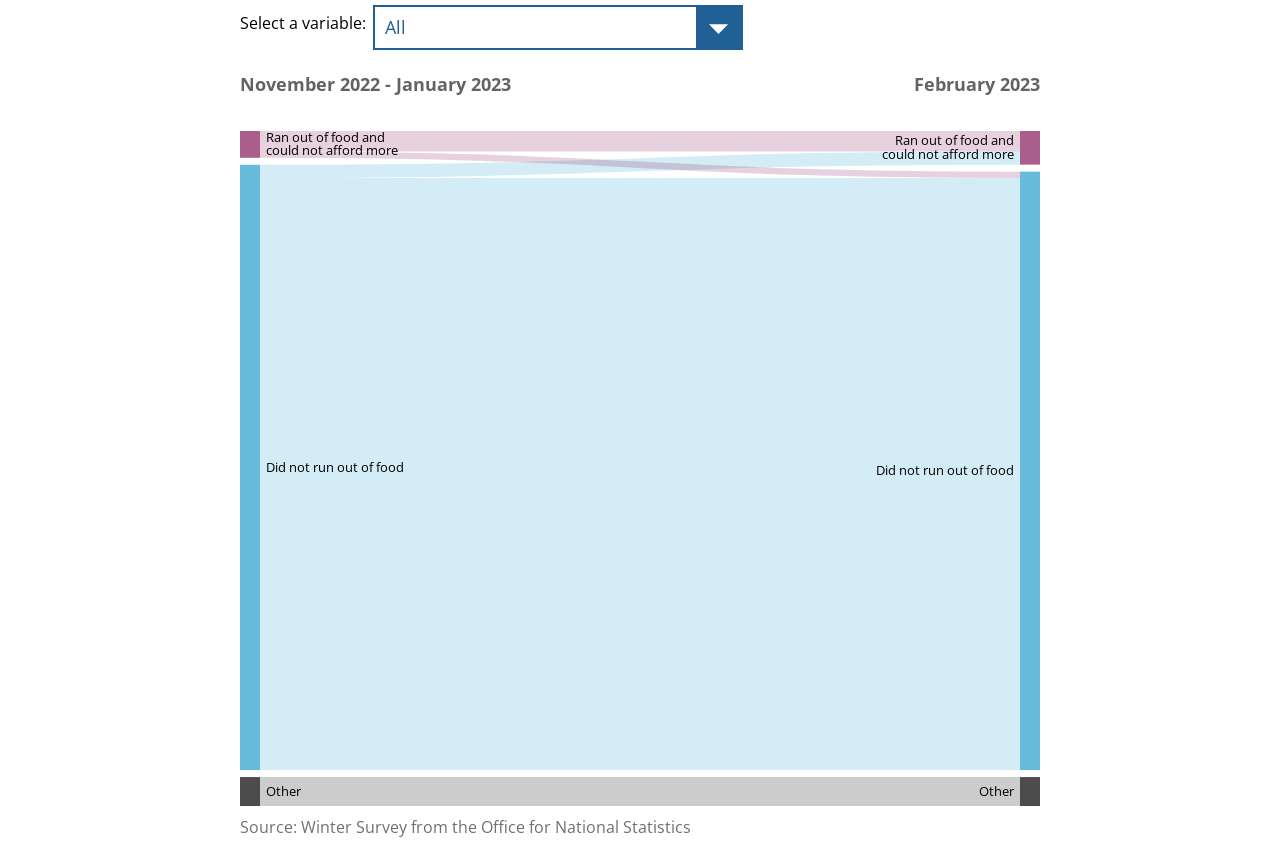 Select a variable:
All
November 2022 - January 2023
February 2023
Ran out of food and
could not afford more
Ran out of food and
could not afford more
Did not run out of food
Did not run out of food
Other
Other
Source: Winter Survey from the Office for National Statistics